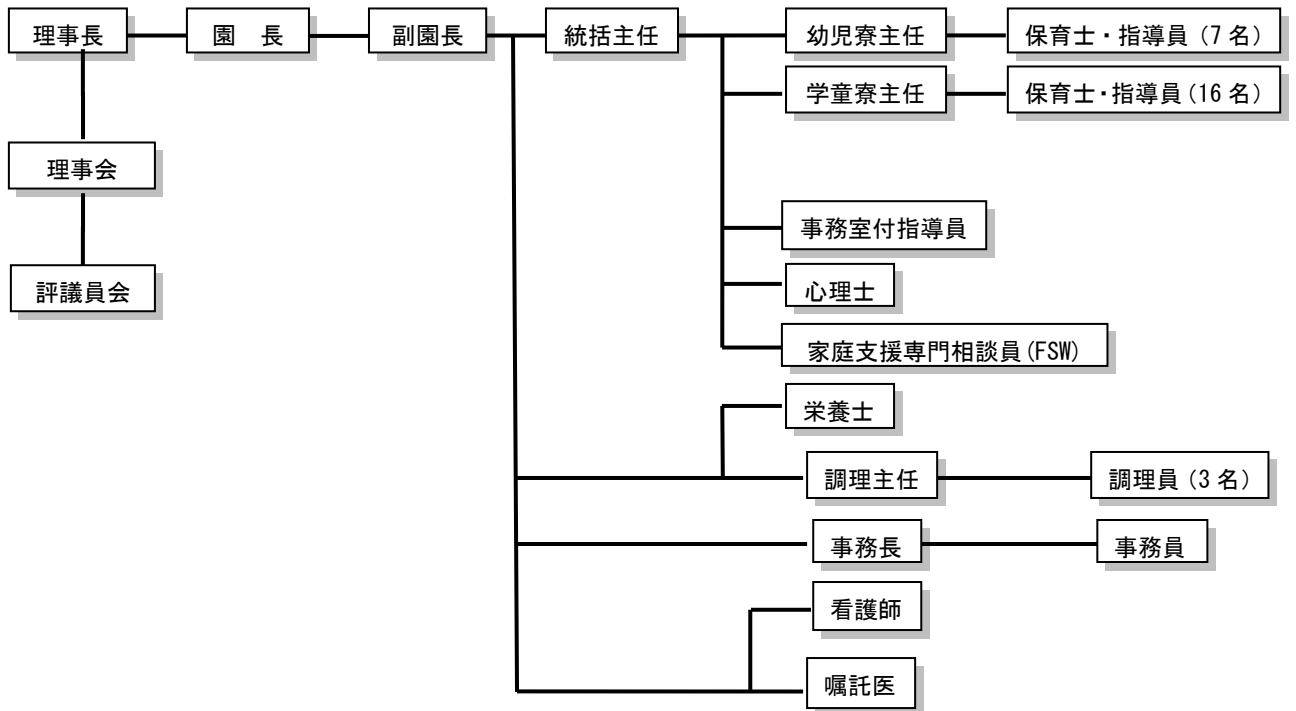 理事長
園　長
副園長
統括主任
幼児寮主任
保育士・指導員（7 名）
学童寮主任
保育士・指導員（16 名）
理事会
事務室付指導員
評議員会
心理士
家庭支援専門相談員(FSW)
栄養士
調理主任
調理員（3 名）
事務長
事務員
看護師
嘱託医